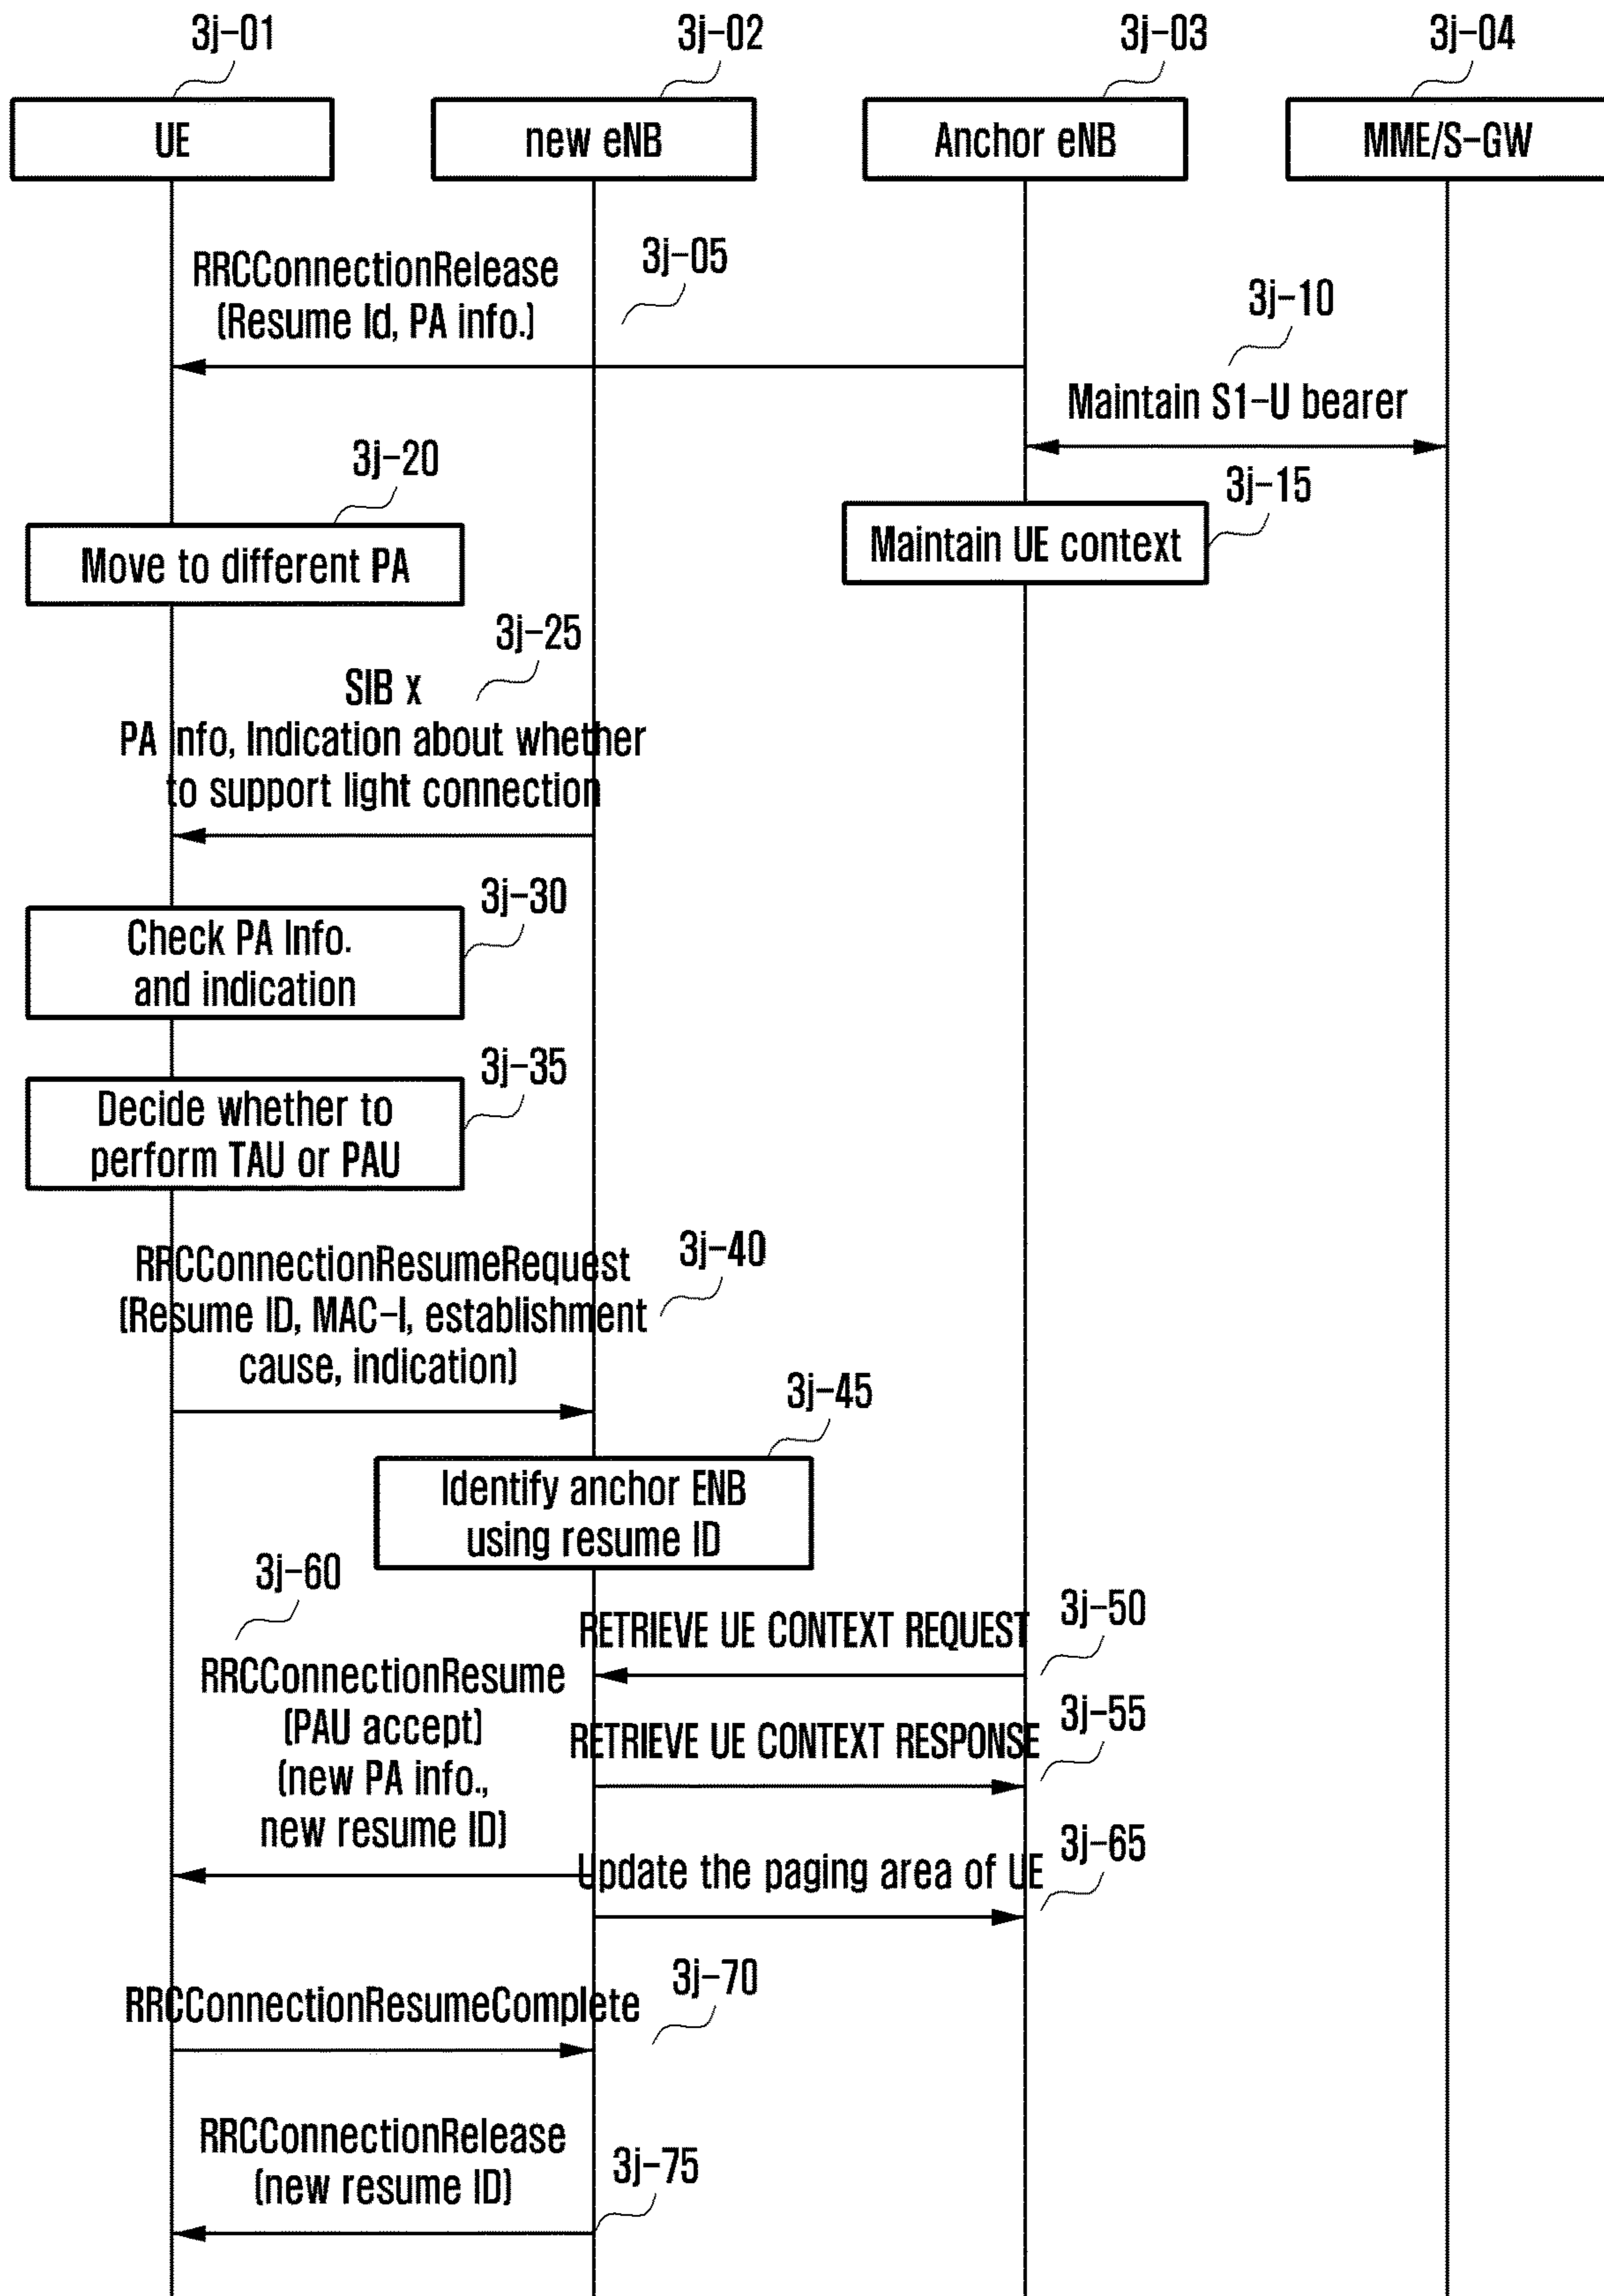 3j-01
3j-02
3j-03
3j-04
UE
new eNB
Anchor eNB
MME/S-GW
3j-05
RRCConnectionRelease
(Resume Id, PA info.)
3j-10
Maintain S1-U bearer
3j-20
Move to different PA
3j-15
Maintain UE context
3j-25
SIB x
PA Info, Indication about whether
to support light connection
3j-30
Check PA Info.
and indication
3j-35
Decide whether to
perform TAU or PAU
3j-40
RRCConnectionResumeRequest
(Resume ID, MAC-I, establishment
cause, indication)
3j-45
Identify anchor ENB
using resume ID
3j-50
RETRIEVE UE CONTEXT REQUEST
3j-55
RETRIEVE UE CONTEXT RESPONSE
3j-60
RRCConnectionResume
(PAU accept)
(new PA info.,
new resume ID)
3j-65
Update the paging area of UE
3j-70
RRCConnectionResumeComplete
3j-75
RRCConnectionRelease
(new resume ID)